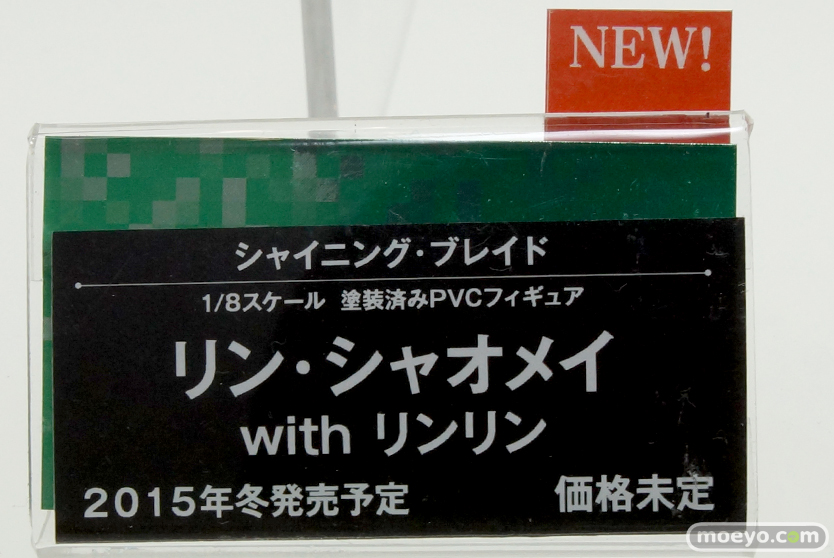 NEW!
シャイニング・ブレイド
1/8スケール 塗装済みPVCフィギュア
リン・シャオメイ
with リンリン
2015年冬発売予定 価格未定
moeyo.com